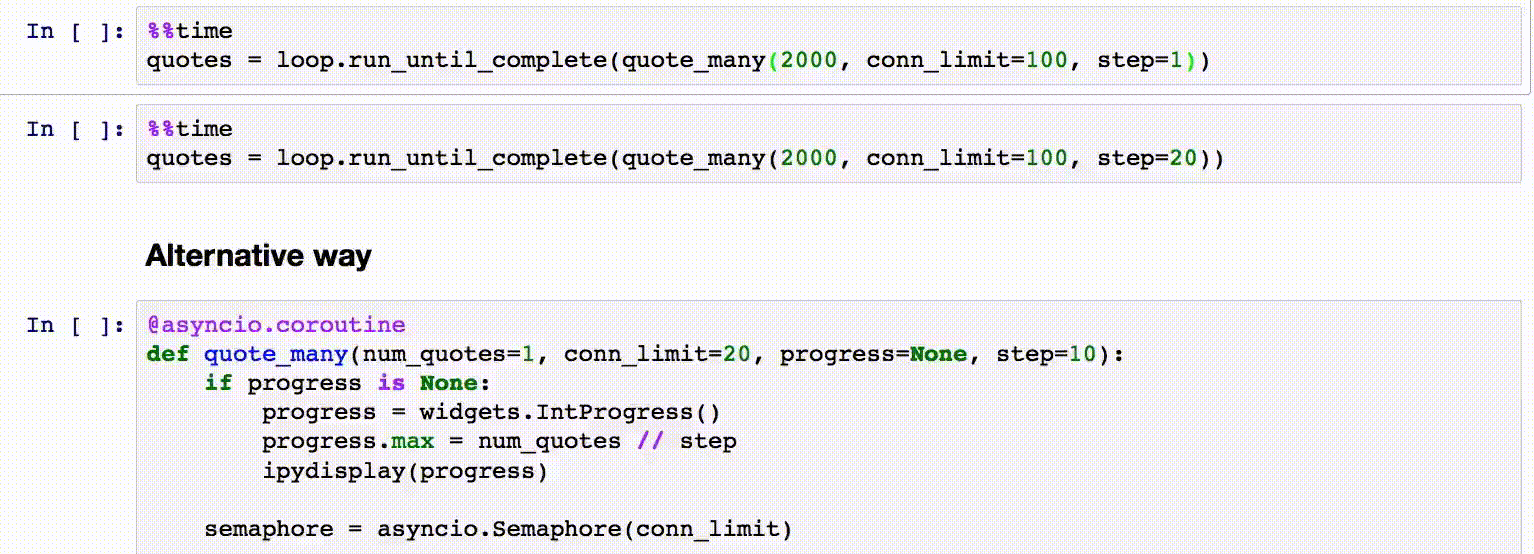 In [ ]: %%time
quotes = loop.run_until_complete(quote_many(2000, conn_limit=100, step=1))
In [ ]: %%time
quotes = loop.run_until_complete(quote_many(2000, conn_limit=100, step=20))
Alternative way
In [ ]: @asyncio.coroutine
def quote_many(num_quotes=1, conn_limit=20, progress=None, step=10):
    if progress is None:
        progress = widgets.IntProgress()
        progress.max = num_quotes // step
        ipydisplay(progress)
    semaphore = asyncio.Semaphore(conn_limit)